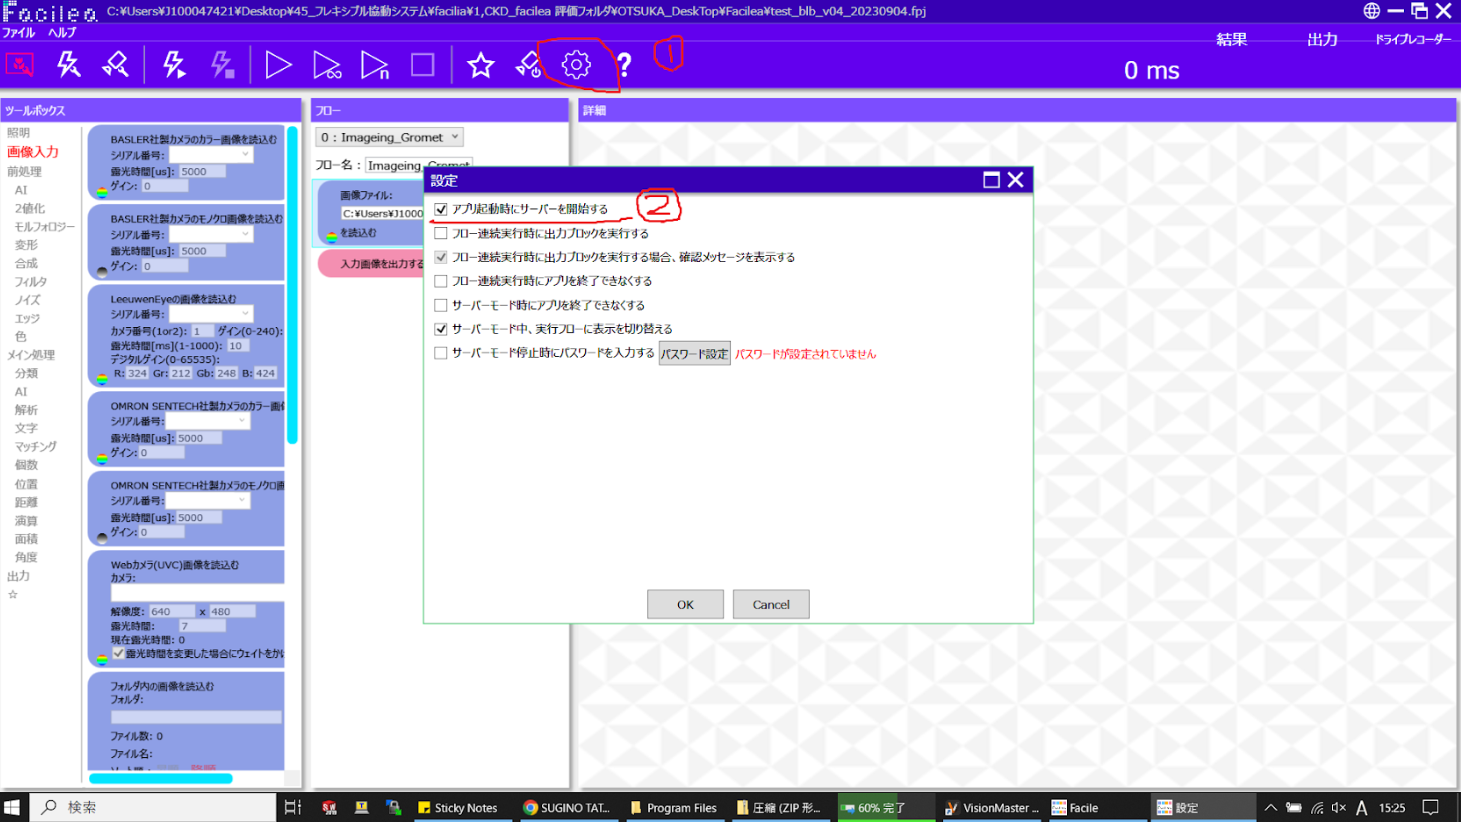 Facilea
C:¥Users¥J100047421¥Desktop¥45_フレキシブル協動システム¥facilia¥1,CKD_facilea 評価フォルダ¥OTSUKA_DeskTop¥Facilea¥test_blb_v04_20230904.fpj
ファイル ヘルプ
結果 出力 ドライブレコーダー
0 ms
①
ツールボックス
照明
画像入力
前処理
AI
2値化
モルフォロジー
変形
合成
フィルタ
ノイズ
エッジ
色
メイン処理
分類
AI
解析
文字
マッチング
個数
位置
距離
演算
面積
角度
出力
☆
BASLER社製カメラのカラー画像を読込む
シリアル番号:
露光時間[us]: 5000
ゲイン: 0
BASLER社製カメラのモノクロ画像を読込む
シリアル番号:
露光時間[us]: 5000
ゲイン: 0
LeeuwenEyeの画像を読込む
シリアル番号:
カメラ番号(1or2): 1 ゲイン(0-240):
露光時間[ms](1-1000): 10
デジタルゲイン(0-65535):
R: 324 Gr: 212 Gb: 248 B: 424
OMRON SENTECH社製カメラのカラー画
シリアル番号:
露光時間[us]: 5000
ゲイン: 0
OMRON SENTECH社製カメラのモノクロ画
シリアル番号:
露光時間[us]: 5000
ゲイン: 0
Webカメラ(UVC)画像を読込む
カメラ:
解像度: 640 x 480
露光時間: 7
現在露光時間: 0
露光時間を変更した場合にウェイトをか
フォルダ内の画像を読込む
フォルダ:
ファイル数: 0
ファイル名:
フロー
0 : Imageing_Gromet
フロー名: Imageing_Gromet
画像ファイル:
C:¥Users¥J1000
を読込む
入力画像を出力する
詳細
設定
アプリ起動時にサーバーを開始する
②
フロー連続実行時に出力ブロックを実行する
フロー連続実行時に出力ブロックを実行する場合、確認メッセージを表示する
フロー連続実行時にアプリを終了できなくする
サーバーモード時にアプリを終了できなくする
サーバーモード中、実行フローに表示を切り替える
サーバーモード停止時にパスワードを入力する パスワード設定 パスワードが設定されていません
OK Cancel
検索
Sticky Notes
SUGINO TAT...
Program Files
圧縮 (ZIP 形...
60% 完了
VisionMaster ...
Facile
設定
A
15:25